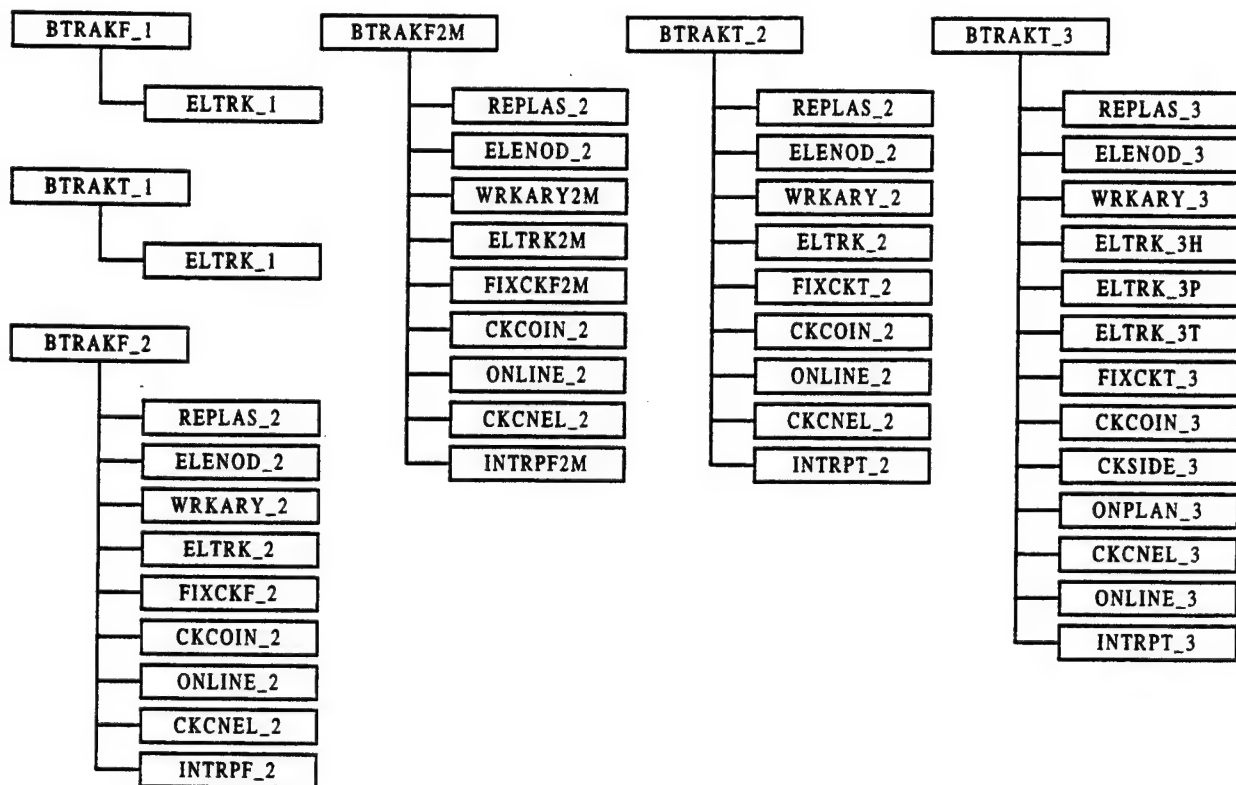 BTRAKF_1
ELTRK_1
BTRAKT_1
ELTRK_1
BTRAKF_2
REPLAS_2
ELENOD_2
WRKARY_2
ELTRK_2
FIXCKF_2
CKCOIN_2
ONLINE_2
CKCNEL_2
INTRPF_2
BTRAKF2M
REPLAS_2
ELENOD_2
WRKARY2M
ELTRK2M
FIXCKF2M
CKCOIN_2
ONLINE_2
CKCNEL_2
INTRPF2M
BTRAKT_2
REPLAS_2
ELENOD_2
WRKARY_2
ELTRK_2
FIXCKT_2
CKCOIN_2
ONLINE_2
CKCNEL_2
INTRPT_2
BTRAKT_3
REPLAS_3
ELENOD_3
WRKARY_3
ELTRK_3H
ELTRK_3P
ELTRK_3T
FIXCKT_3
CKCOIN_3
CKSIDE_3
ONPLAN_3
CKCNEL_3
ONLINE_3
INTRPT_3